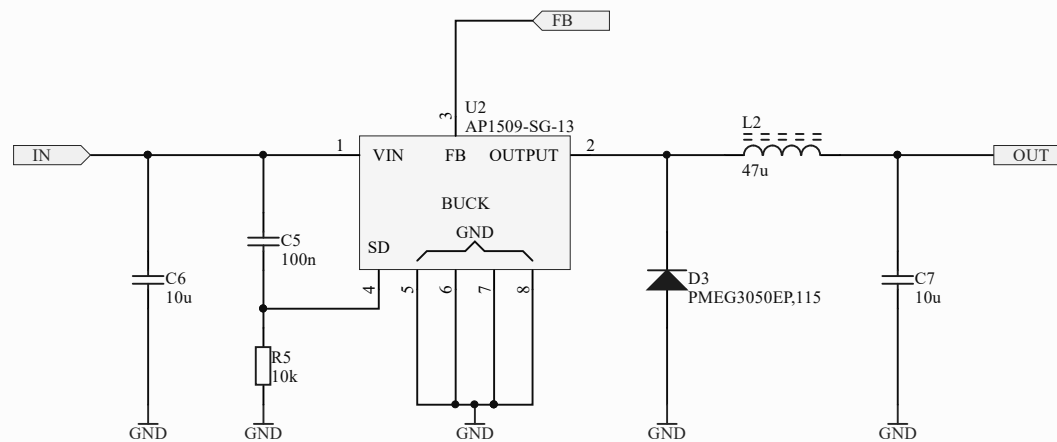 FB
3
U2
AP1509-SG-13
L2
IN
1
VIN
FB
OUTPUT
2
OUT
47u
BUCK
GND
SD
C5
100n
C6
10u
4
5
6
7
8
D3
PMEG3050EP,115
C7
10u
R5
10k
GND
GND
GND
GND
GND